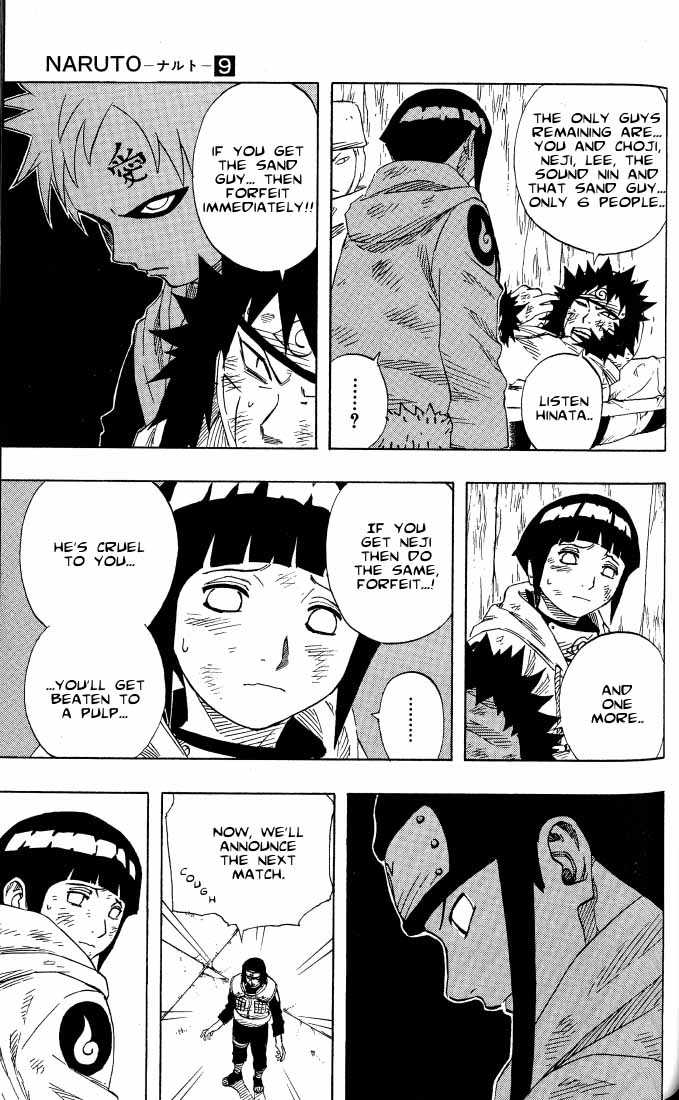 NARUTO—ナルト—9
THE ONLY GUYS
REMAINING ARE...
YOU AND CHOJI,
NEJI, LEE, THE
SOUND NIN AND
THAT SAND GUY...
ONLY 6 PEOPLE..
LISTEN
HINATA..
........?
IF YOU GET
THE SAND
GUY... THEN
FORFEIT
IMMEDIATELY!!
愛
AND
ONE
MORE..
IF YOU
GET NEJI
THEN DO
THE SAME,
FORFEIT...!
........
HE'S CRUEL
TO YOU...
...YOU'LL GET
BEATEN TO
A PULP...
NOW, WE'LL
ANNOUNCE
THE NEXT
MATCH.
COUGH